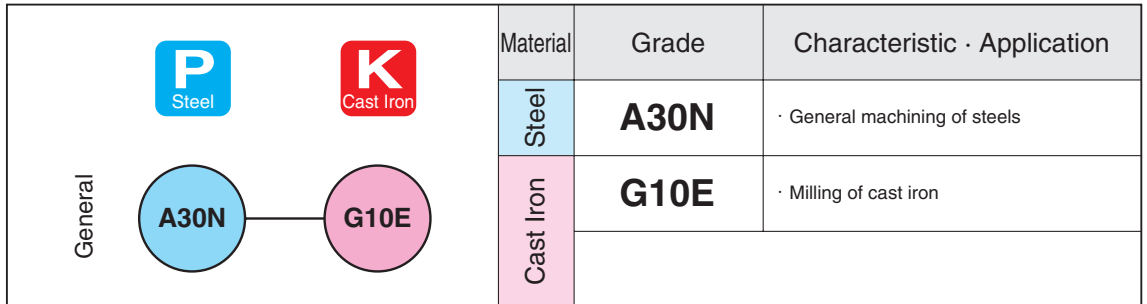 P
Steel
K
Cast Iron
General
A30N
G10E
Material
Grade
Characteristic · Application
Steel
A30N
· General machining of steels
Cast Iron
G10E
· Milling of cast iron